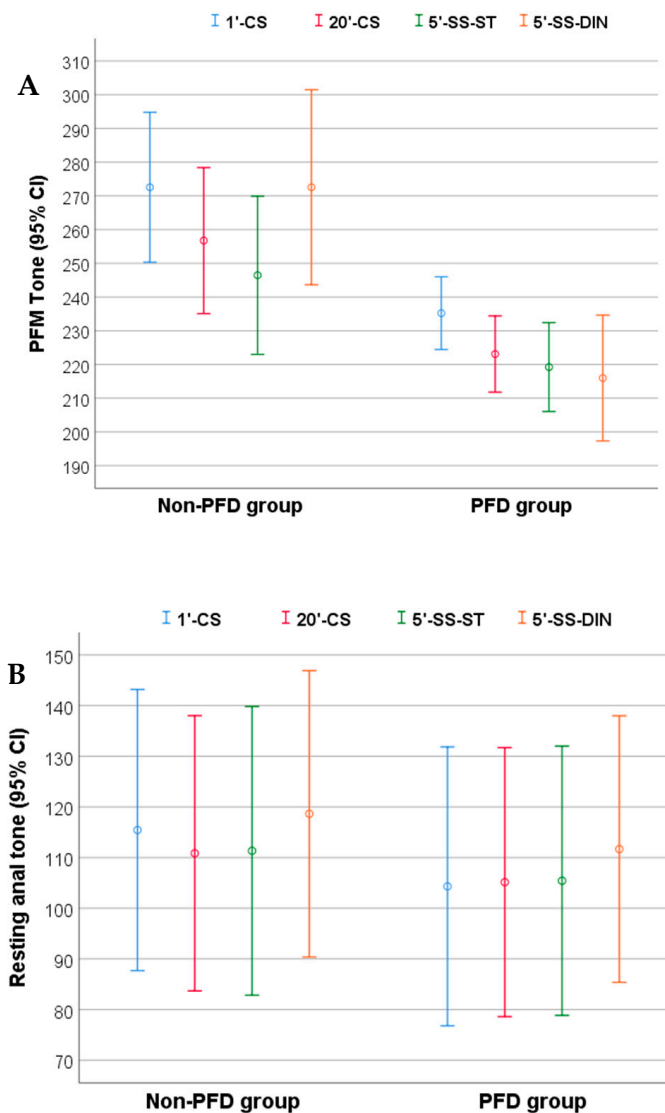 1'-CS 20'-CS 5'-SS-ST 5'-SS-DIN
A
PFM Tone (95% CI)
310
300
290
280
270
260
250
240
230
220
210
200
190
Non-PFD group PFD group
1'-CS 20'-CS 5'-SS-ST 5'-SS-DIN
B
Resting anal tone (95% CI)
150
140
130
120
110
100
90
80
70
Non-PFD group PFD group